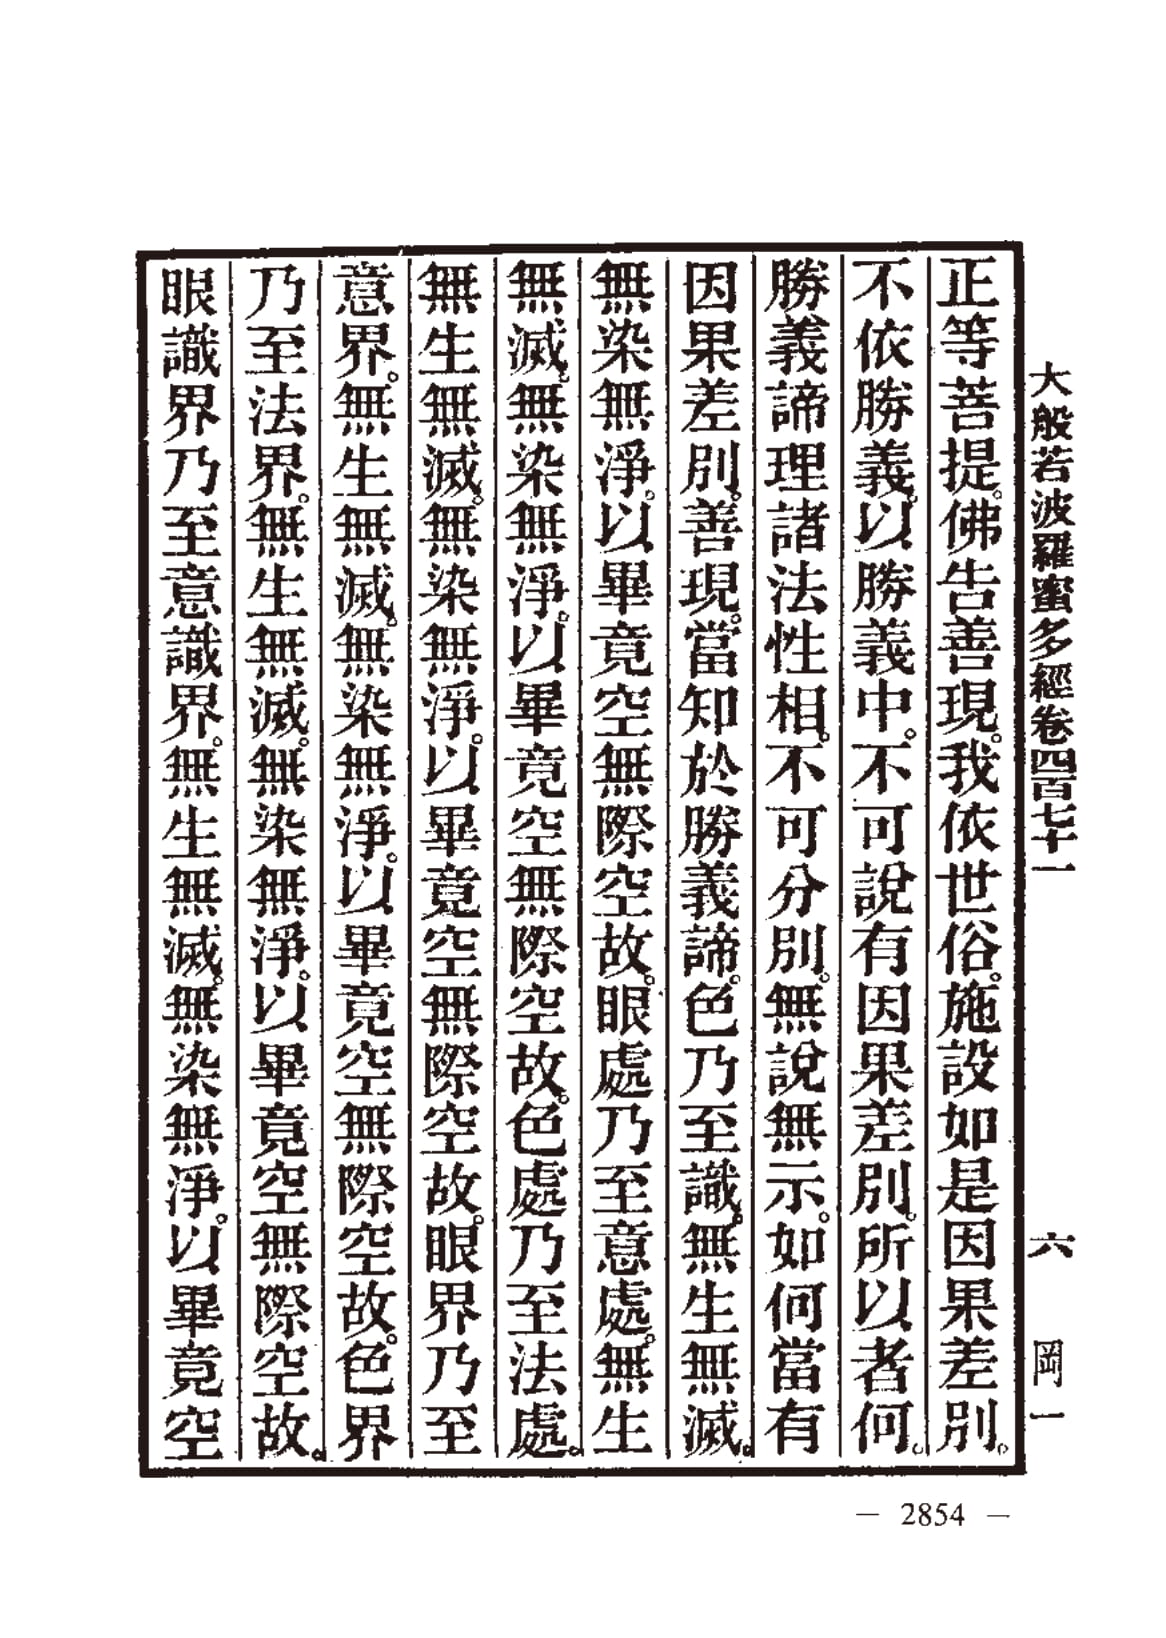 大般若波羅蜜多經卷四百七十一　六　岡一
正等菩提。佛告善現。我依世俗。施設如是因果差別。
不依勝義。以勝義中。不可說有因果差別。所以者何。
勝義諦理諸法性相。不可分別。無說無示。如何當有
因果差別。善現。當知於勝義諦。色乃至識。無生無滅。
無染無淨。以畢竟空無際空故。眼處乃至意處。無生
無滅。無染無淨。以畢竟空無際空故。色處乃至法處。
無生無滅。無染無淨。以畢竟空無際空故。眼界乃至
意界。無生無滅。無染無淨。以畢竟空無際空故。色界
乃至法界。無生無滅。無染無淨。以畢竟空無際空故。
眼識界乃至意識界。無生無滅。無染無淨。以畢竟空
— 2854 —